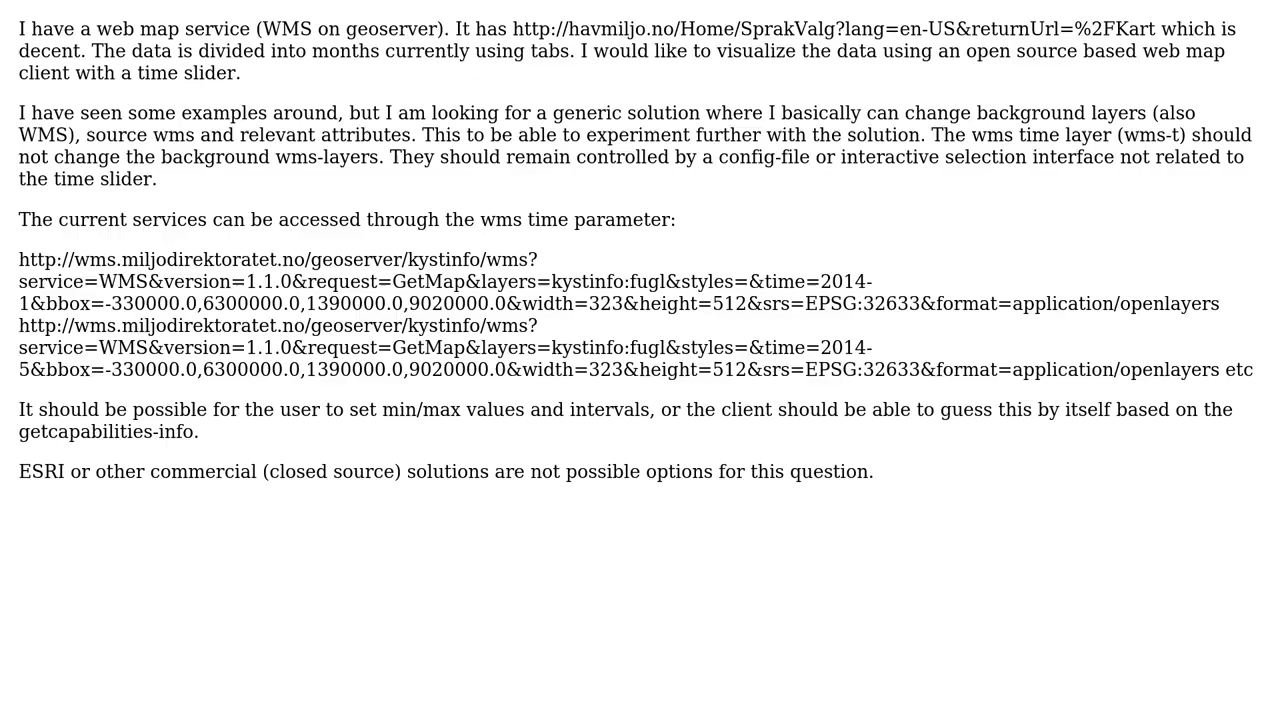 I have a web map service (WMS on geoserver). It has http://havmiljo.no/Home/SprakValg?lang=en-US&returnUrl=%2FKart which is
decent. The data is divided into months currently using tabs. I would like to visualize the data using an open source based web map
client with a time slider.
I have seen some examples around, but I am looking for a generic solution where I basically can change background layers (also
WMS), source wms and relevant attributes. This to be able to experiment further with the solution. The wms time layer (wms-t) should
not change the background wms-layers. They should remain controlled by a config-file or interactive selection interface not related to
the time slider.
The current services can be accessed through the wms time parameter:
http://wms.miljodirektoratet.no/geoserver/kystinfo/wms?
service=WMS&version=1.1.0&request=GetMap&layers=kystinfo:fugl&styles=&time=2014-
1&bbox=-330000.0,6300000.0,1390000.0,9020000.0&width=323&height=512&srs=EPSG:32633&format=application/openlayers
http://wms.miljodirektoratet.no/geoserver/kystinfo/wms?
service=WMS&version=1.1.0&request=GetMap&layers=kystinfo:fugl&styles=&time=2014-
5&bbox=-330000.0,6300000.0,1390000.0,9020000.0&width=323&height=512&srs=EPSG:32633&format=application/openlayers etc
It should be possible for the user to set min/max values and intervals, or the client should be able to guess this by itself based on the
getcapabilities-info.
ESRI or other commercial (closed source) solutions are not possible options for this question.